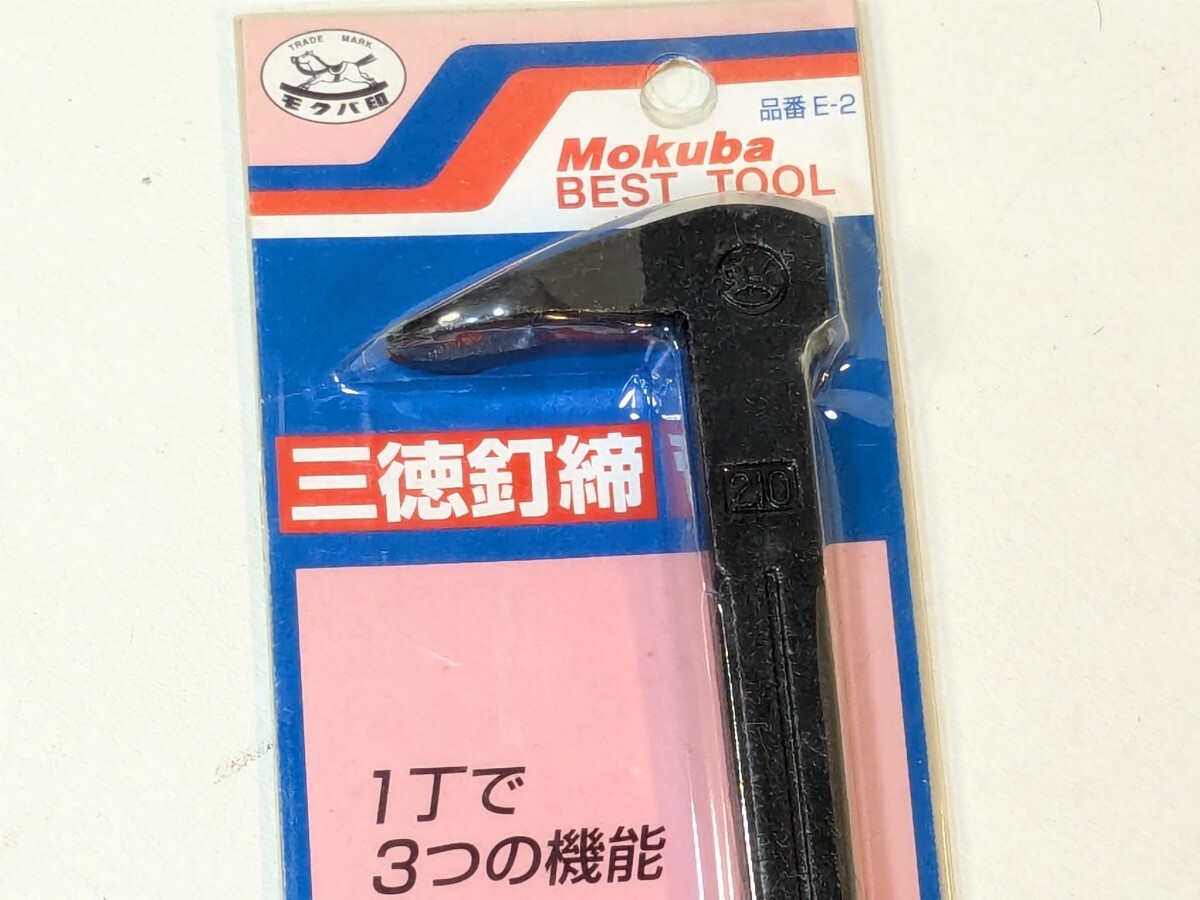 TRADE MARK
モクバ印
品番 E-2
Mokuba
BEST TOOL
三徳釘締
210
1丁で
3つの機能